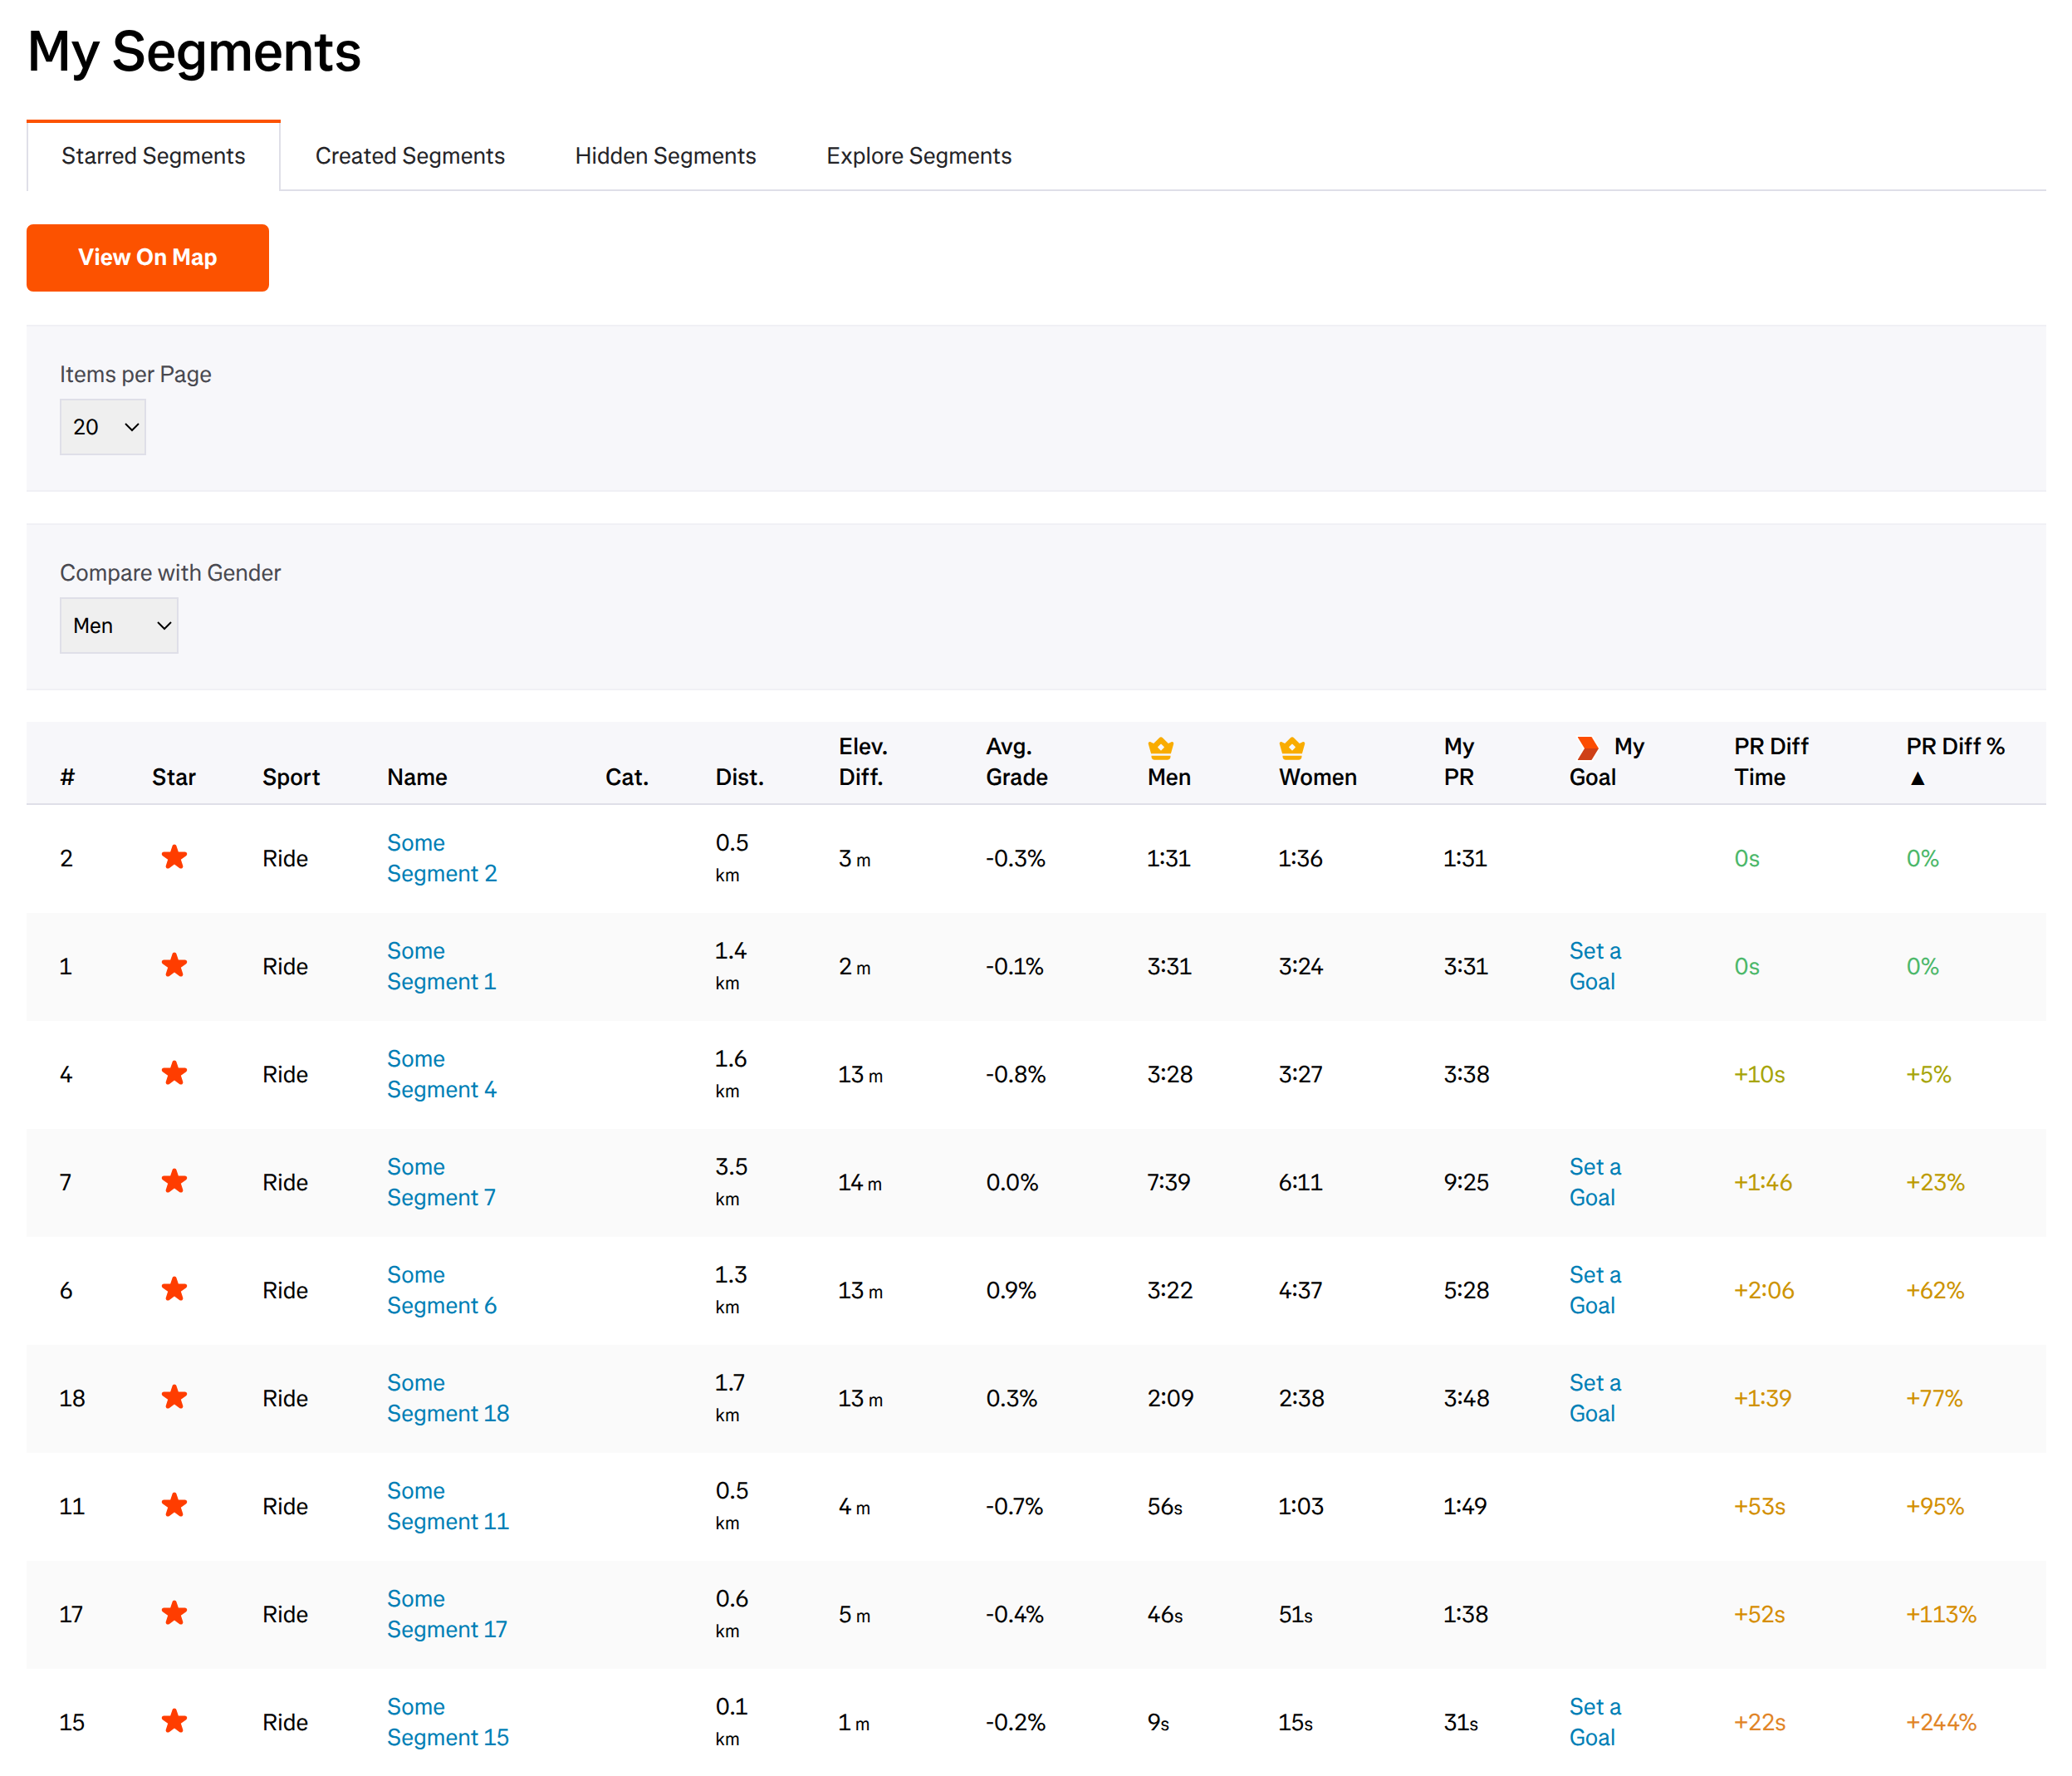 My Segments
Starred Segments Created Segments Hidden Segments Explore Segments
View On Map
Items per Page
20
Compare with Gender
Men
# Star Sport Name Cat. Dist. Elev. Diff. Avg. Grade Men Women My PR My Goal PR Diff Time PR Diff % ▲
2 Ride Some Segment 2 0.5 km 3 m -0.3% 1:31 1:36 1:31 0s 0%
1 Ride Some Segment 1 1.4 km 2 m -0.1% 3:31 3:24 3:31 Set a Goal 0s 0%
4 Ride Some Segment 4 1.6 km 13 m -0.8% 3:28 3:27 3:38 +10s +5%
7 Ride Some Segment 7 3.5 km 14 m 0.0% 7:39 6:11 9:25 Set a Goal +1:46 +23%
6 Ride Some Segment 6 1.3 km 13 m 0.9% 3:22 4:37 5:28 Set a Goal +2:06 +62%
18 Ride Some Segment 18 1.7 km 13 m 0.3% 2:09 2:38 3:48 Set a Goal +1:39 +77%
11 Ride Some Segment 11 0.5 km 4 m -0.7% 56s 1:03 1:49 +53s +95%
17 Ride Some Segment 17 0.6 km 5 m -0.4% 46s 51s 1:38 +52s +113%
15 Ride Some Segment 15 0.1 km 1 m -0.2% 9s 15s 31s Set a Goal +22s +244%